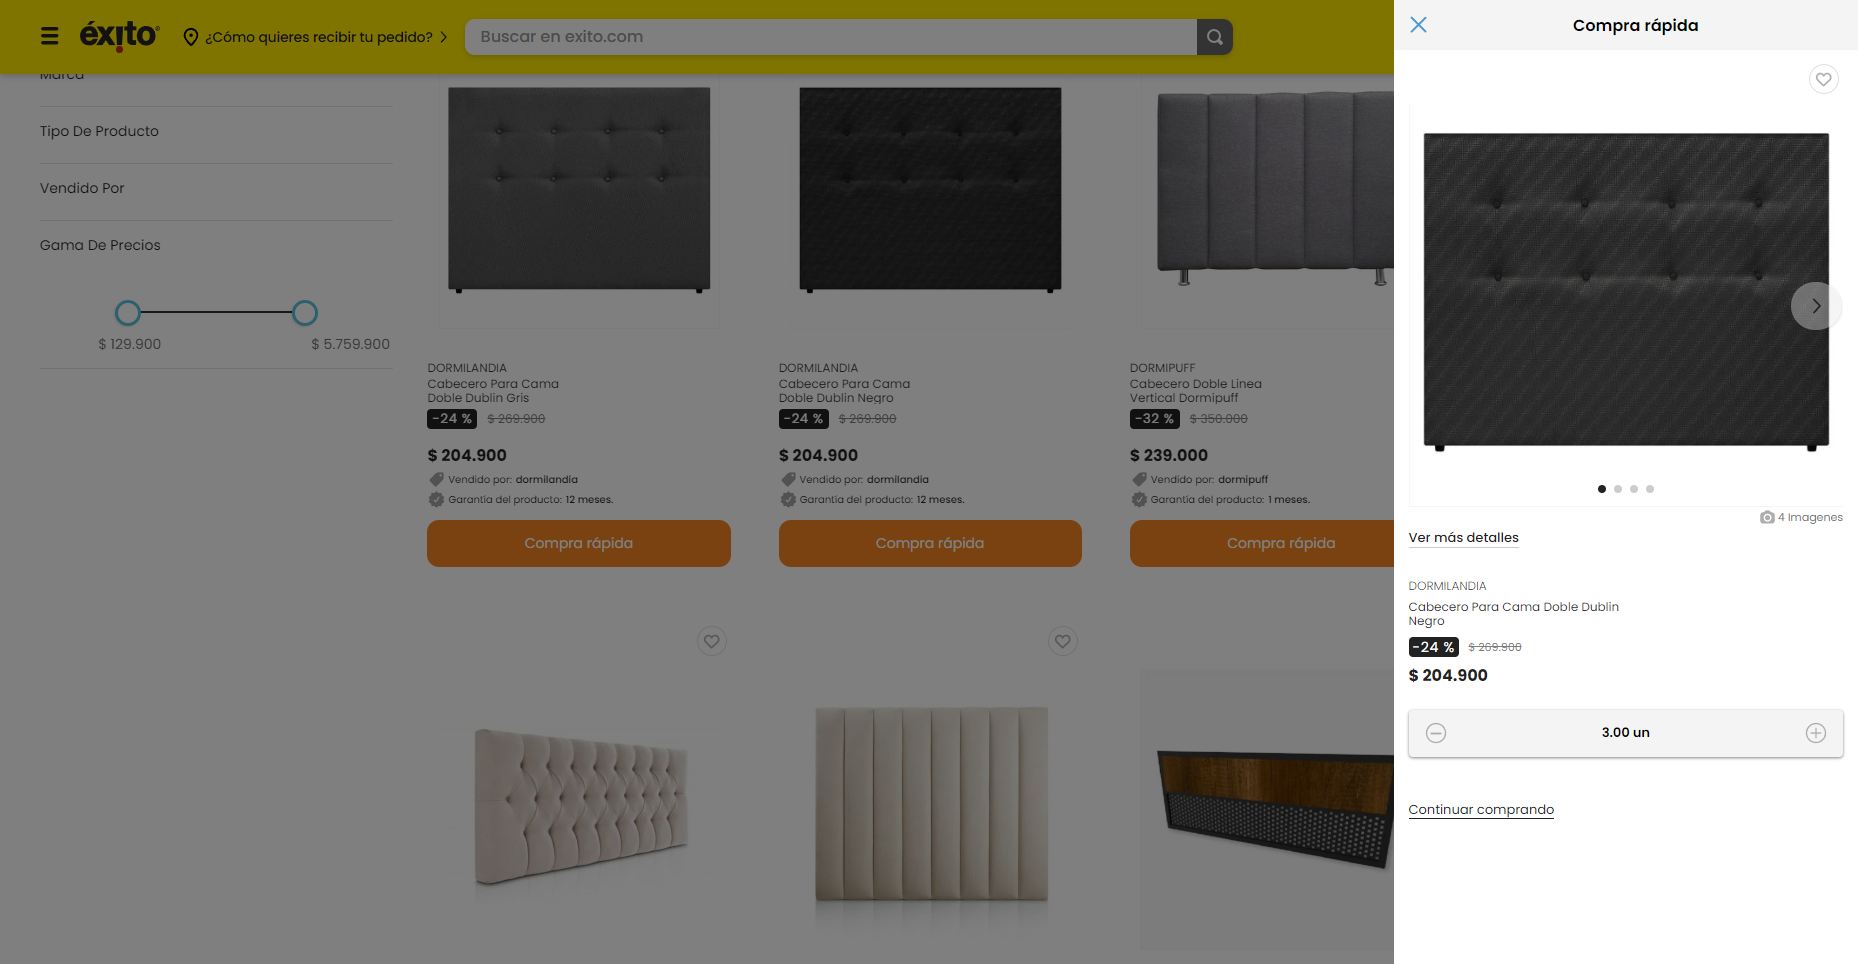 éxito
¿Cómo quieres recibir tu pedido?
Buscar en exito.com
Marca
Tipo De Producto
Vendido Por
Gama De Precios
$ 129.900
$ 5.759.900
DORMILANDIA
Cabecero Para Cama
Doble Dublin Gris
-24 % $ 269.900
$ 204.900
Vendido por: dormilandia
Garantía del producto: 12 meses.
Compra rápida
DORMILANDIA
Cabecero Para Cama
Doble Dublin Negro
-24 % $ 269.900
$ 204.900
Vendido por: dormilandia
Garantía del producto: 12 meses.
Compra rápida
DORMIPUFF
Cabecero Doble Linea
Vertical Dormipuff
-32 % $ 350.000
$ 239.000
Vendido por: dormipuff
Garantía del producto: 1 meses.
Compra rápida
Compra rápida
4 Imagenes
Ver más detalles
DORMILANDIA
Cabecero Para Cama Doble Dublin
Negro
-24 % $ 269.900
$ 204.900
3.00 un
Continuar comprando